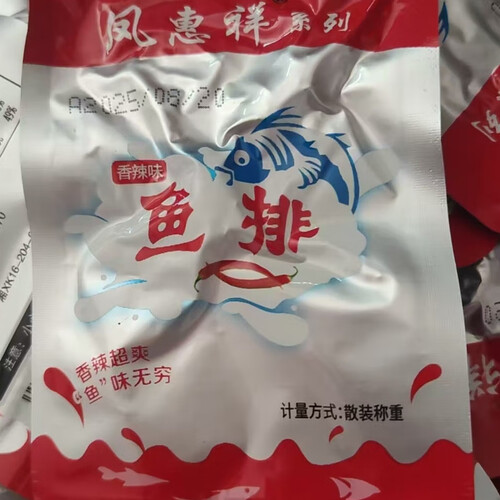 凤惠祥系列
A2025/08/20
香辣味
鱼排
香辣超爽
“鱼”味无穷
计量方式:散装称重